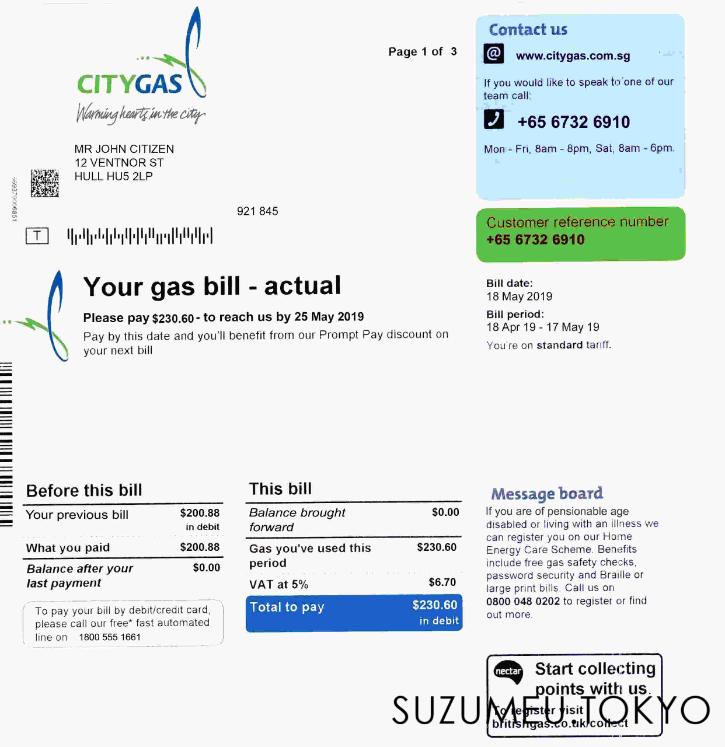 CITYGAS
Warming hearts in the city
Page 1 of 3
Contact us
@ www.citygas.com.sg
If you would like to speak to one of our
team call:
+65 6732 6910
Mon - Fri, 8am - 8pm, Sat, 8am - 6pm.
MR JOHN CITIZEN
12 VENTNOR ST
HULL HU5 2LP
921 845
T
Customer reference number
+65 6732 6910
Your gas bill - actual
Please pay $230.60 - to reach us by 25 May 2019
Pay by this date and you'll benefit from our Prompt Pay discount on
your next bill
Bill date:
18 May 2019
Bill period:
18 Apr 19 - 17 May 19
You're on standard tariff.
Before this bill
Your previous bill $200.88
in debit
What you paid $200.88
Balance after your $0.00
last payment
To pay your bill by debit/credit card,
please call our free* fast automated
line on 1800 555 1661
This bill
Balance brought $0.00
forward
Gas you've used this $230.60
period
VAT at 5% $6.70
Total to pay $230.60
in debit
Message board
If you are of pensionable age
disabled or living with an illness we
can register you on our Home
Energy Care Scheme. Benefits
include free gas safety checks,
password security and Braille or
large print bills. Call us on
0800 048 0202 to register or find
out more.
nectar
Start collecting
points with us.
To register visit
britishgas.co.uk/collect
SUZUMEU.TOKYO